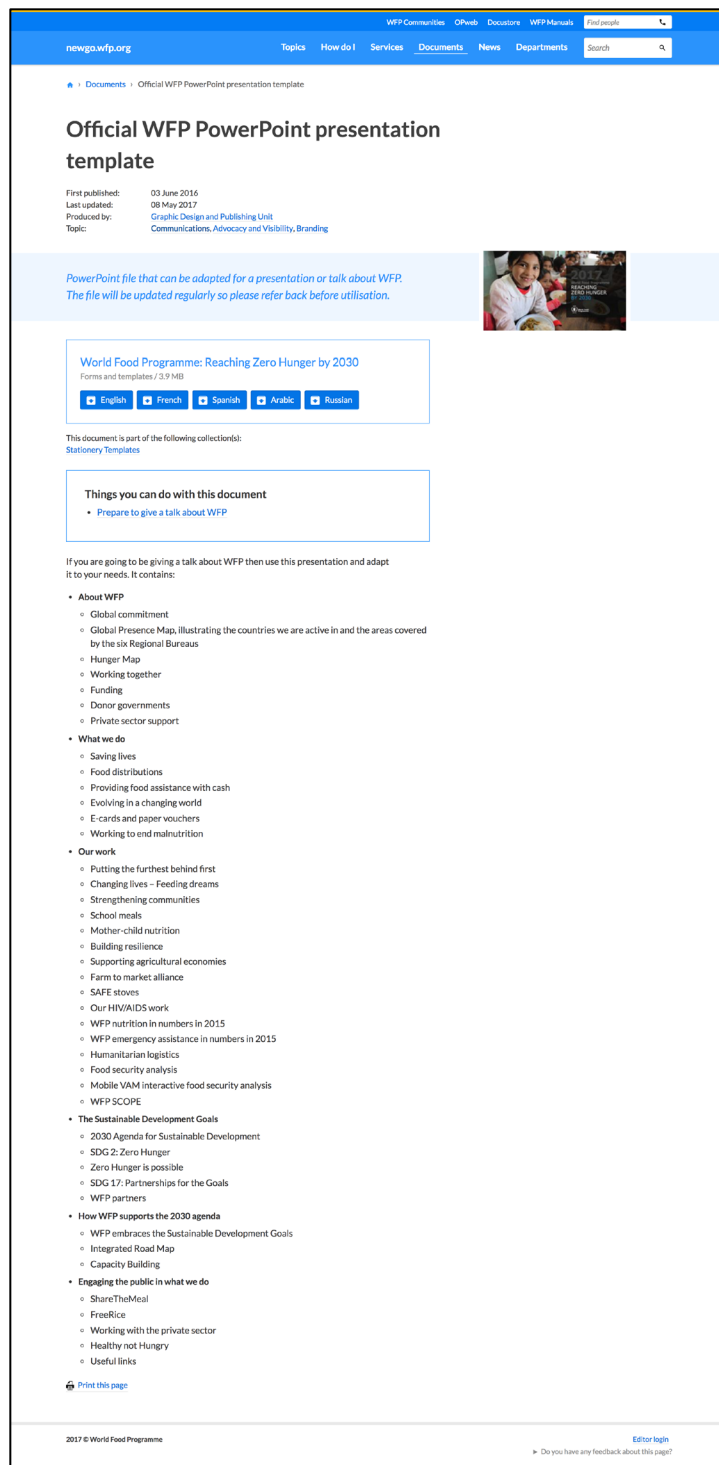 WFP Communities OPweb Docustore WFP Manuals Find people
newgo.wfp.org Topics How do I Services Documents News Departments Search
Documents › Official WFP PowerPoint presentation template
Official WFP PowerPoint presentation
template
First published: 03 June 2016
Last updated: 08 May 2017
Produced by: Graphic Design and Publishing Unit
Topic: Communications, Advocacy and Visibility, Branding
PowerPoint file that can be adapted for a presentation or talk about WFP.
The file will be updated regularly so please refer back before utilisation.
2017
REACHING
ZERO HUNGER
BY 2030
World Food Programme: Reaching Zero Hunger by 2030
Forms and templates / 3.9 MB
English French Spanish Arabic Russian
This document is part of the following collection(s):
Stationery Templates
Things you can do with this document
• Prepare to give a talk about WFP
If you are going to be giving a talk about WFP then use this presentation and adapt
it to your needs. It contains:
• About WFP
◦ Global commitment
◦ Global Presence Map, illustrating the countries we are active in and the areas covered
by the six Regional Bureaus
◦ Hunger Map
◦ Working together
◦ Funding
◦ Donor governments
◦ Private sector support
• What we do
◦ Saving lives
◦ Food distributions
◦ Providing food assistance with cash
◦ Evolving in a changing world
◦ E-cards and paper vouchers
◦ Working to end malnutrition
• Our work
◦ Putting the furthest behind first
◦ Changing lives – Feeding dreams
◦ Strengthening communities
◦ School meals
◦ Mother-child nutrition
◦ Building resilience
◦ Supporting agricultural economies
◦ Farm to market alliance
◦ SAFE stoves
◦ Our HIV/AIDS work
◦ WFP nutrition in numbers in 2015
◦ WFP emergency assistance in numbers in 2015
◦ Humanitarian logistics
◦ Food security analysis
◦ Mobile VAM interactive food security analysis
◦ WFP SCOPE
• The Sustainable Development Goals
◦ 2030 Agenda for Sustainable Development
◦ SDG 2: Zero Hunger
◦ Zero Hunger is possible
◦ SDG 17: Partnerships for the Goals
◦ WFP partners
• How WFP supports the 2030 agenda
◦ WFP embraces the Sustainable Development Goals
◦ Integrated Road Map
◦ Capacity Building
• Engaging the public in what we do
◦ ShareTheMeal
◦ FreeRice
◦ Working with the private sector
◦ Healthy not Hungry
◦ Useful links
Print this page
2017 © World Food Programme Editor login
► Do you have any feedback about this page?